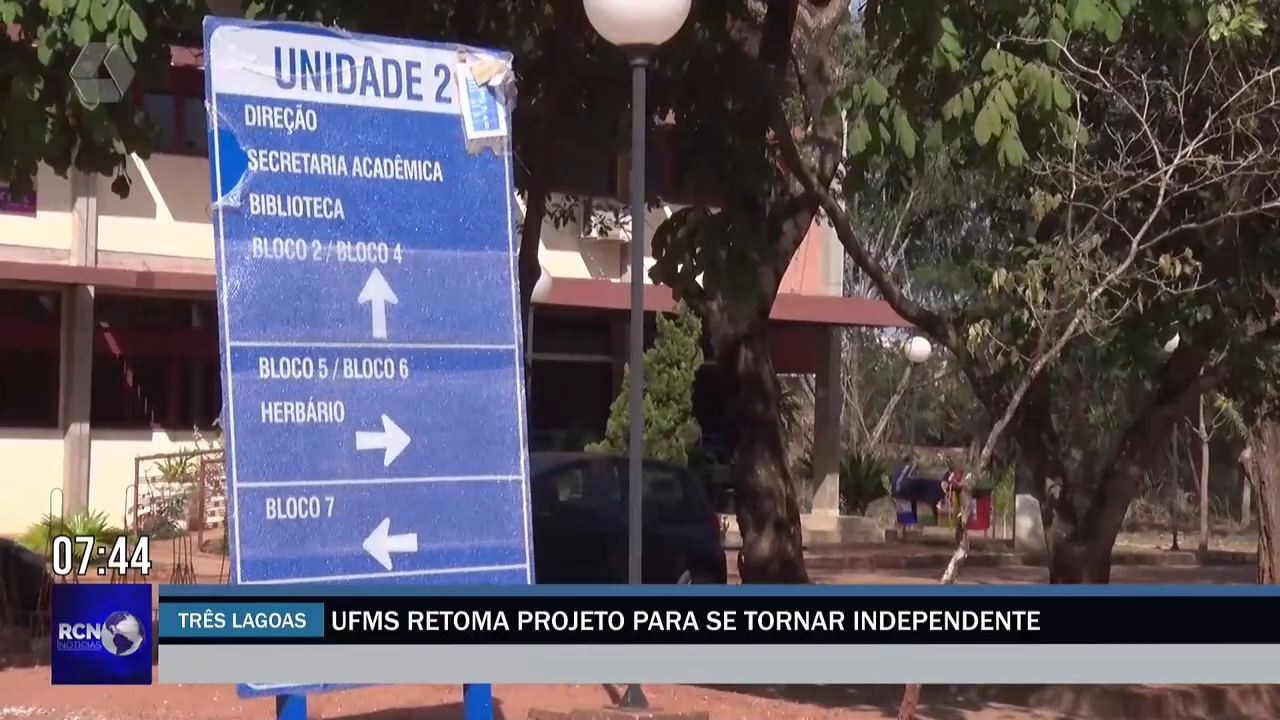 UNIDADE 2
DIREÇÃO
SECRETARIA ACADÊMICA
BIBLIOTECA
BLOCO 2 / BLOCO 4
BLOCO 5 / BLOCO 6
HERBÁRIO
BLOCO 7
07:44
RCN
NOTÍCIAS
TRÊS LAGOAS
UFMS RETOMA PROJETO PARA SE TORNAR INDEPENDENTE